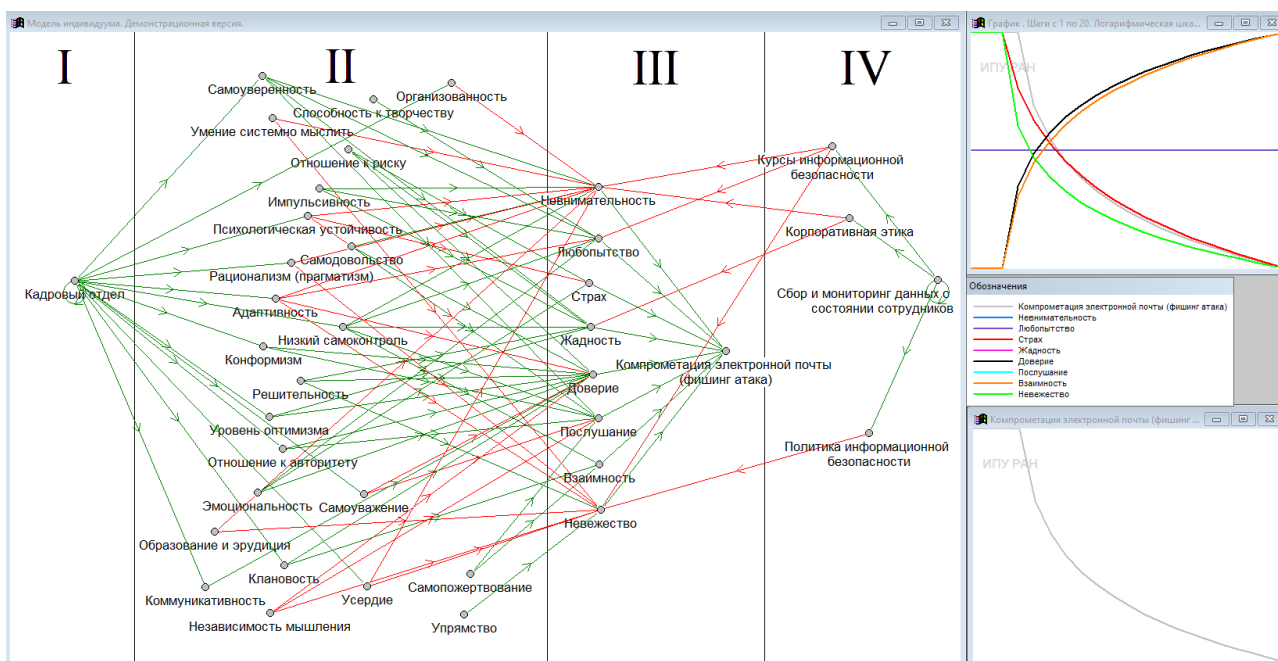 Модель индивидуума. Демонстрационная версия.
I
II
III
IV
Самоуверенность
Организованность
Способность к творчеству
Умение системно мыслить
Отношение к риску
Импульсивность
Психологическая устойчивость
Самодовольство
Рационализм (прагматизм)
Кадровый отдел
Адаптивность
Низкий самоконтроль
Конформизм
Решительность
Уровень оптимизма
Отношение к авторитету
Эмоциональность
Самоуважение
Образование и эрудиция
Клановость
Коммуникативность
Усердие
Независимость мышления
Самопожертвование
Упрямство
Невнимательность
Любопытство
Страх
Жадность
Компрометация электронной почты
(фишинг атака)
Доверие
Послушание
Взаимность
Невежество
Курсы информационной
безопасности
Корпоративная этика
Сбор и мониторинг данных с
состоянии сотрудников
Политика информационной
безопасности
График . Шаги с 1 по 20. Логарифмическая шка...
ИПУ РАН
Обозначения
Компрометация электронной почты (фишинг атака)
Невнимательность
Любопытство
Страх
Жадность
Доверие
Послушание
Взаимность
Невежество
Компрометация электронной почты (фишинг ...
ИПУ РАН